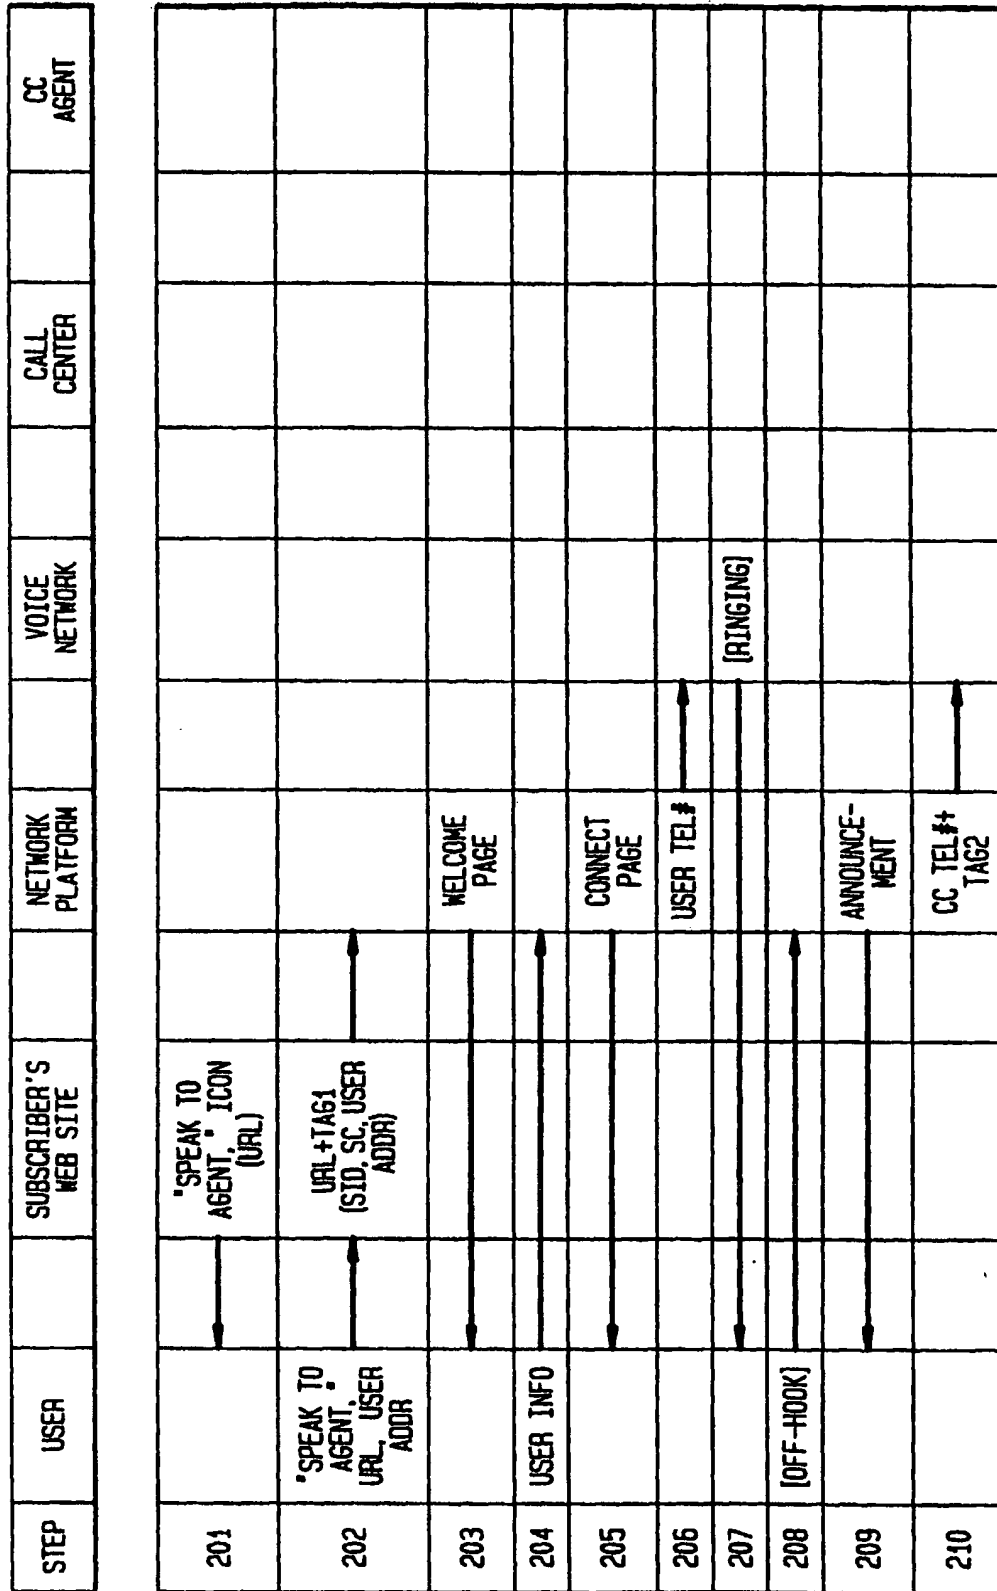 STEP
USER
SUBSCRIBER'S
WEB SITE
NETWORK
PLATFORM
VOICE
NETWORK
CALL
CENTER
CC
AGENT
201
"SPEAK TO
AGENT," ICON
(URL)
202
"SPEAK TO
AGENT,"
URL, USER
ADDR
URL+TAG1
(SID, SC, USER
ADDR)
203
WELCOME
PAGE
204
USER INFO
205
CONNECT
PAGE
206
USER TEL#
207
[RINGING]
208
[OFF-HOOK]
209
ANNOUNCE-
MENT
210
CC TEL#+
TAG2